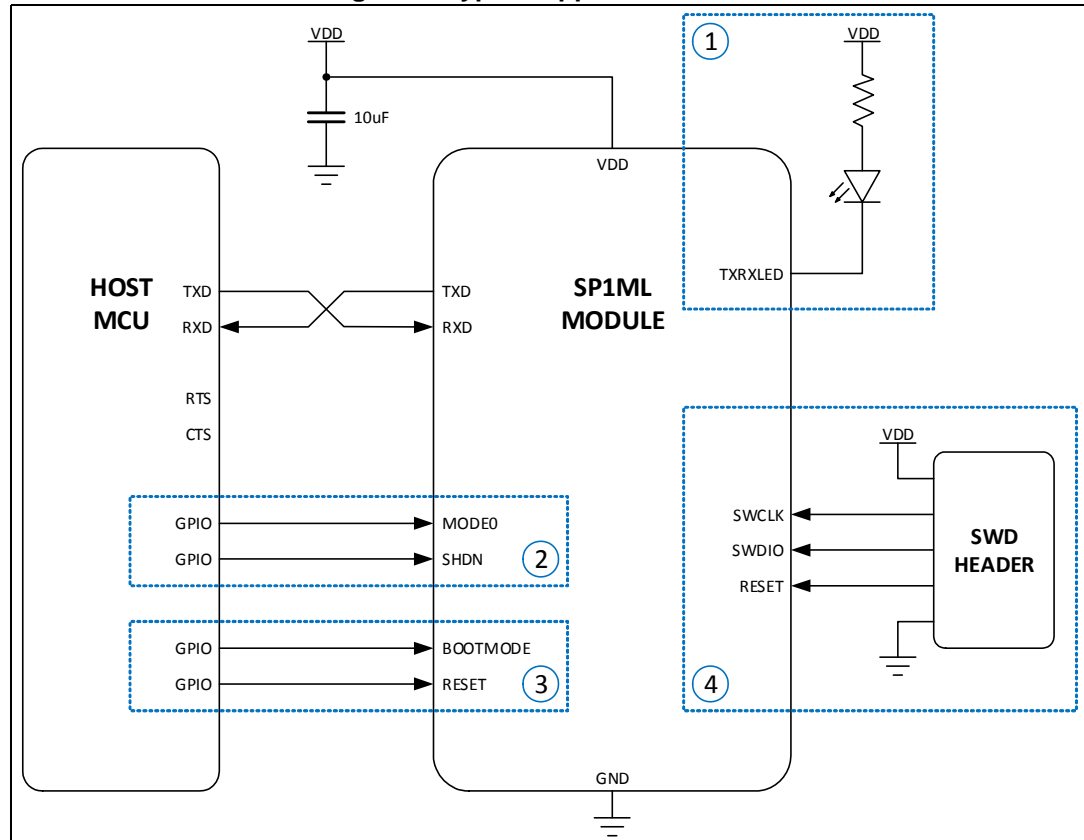 VDD
10uF
1
VDD
VDD
HOST
MCU
TXD
RXD
RTS
CTS
TXD
RXD
SP1ML
MODULE
TXRXLED
GPIO
MODE0
GPIO
SHDN
2
GPIO
BOOTMODE
GPIO
RESET
3
VDD
SWCLK
SWDIO
RESET
SWD
HEADER
4
GND